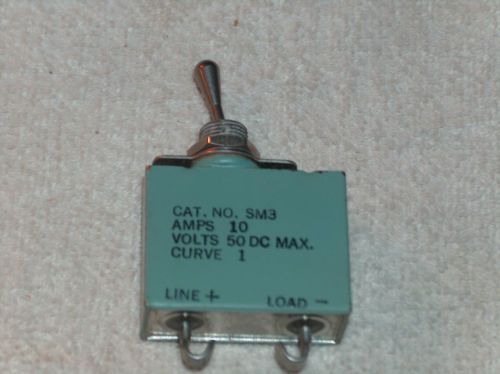 CAT. NO. SM3
AMPS 10
VOLTS 50 DC MAX.
CURVE 1
LINE + LOAD -